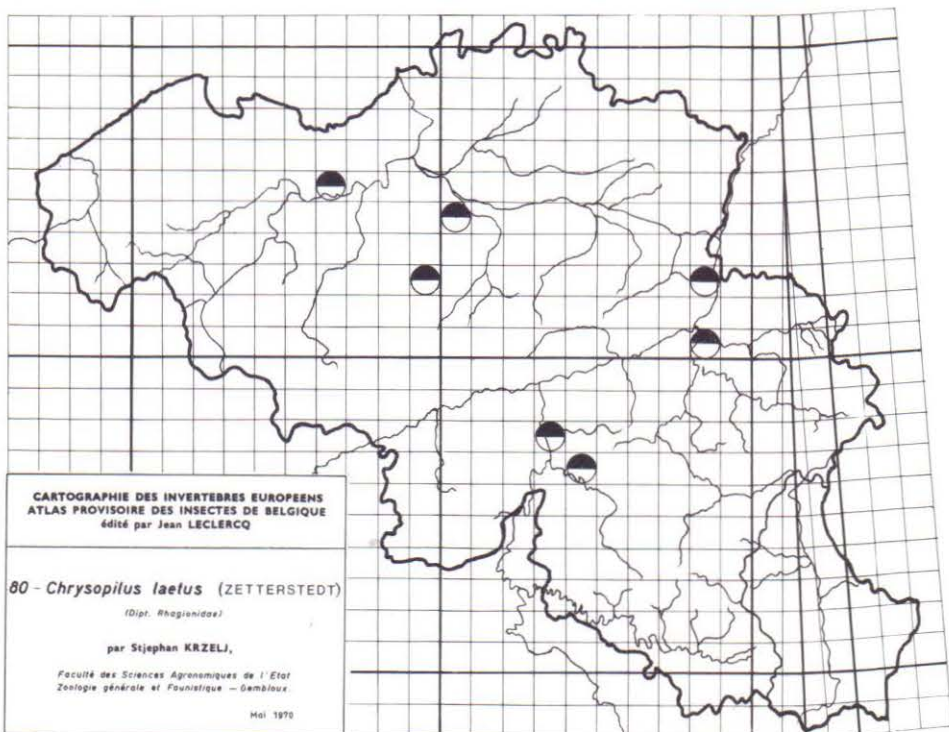 CARTOGRAPHIE DES INVERTEBRES EUROPEENS
ATLAS PROVISOIRE DES INSECTES DE BELGIQUE
édité par Jean LECLERCQ
80 - Chrysopilus laetus (ZETTERSTEDT)
(Dipt. Rhagionidae)
par Stjephan KRZELJ,
Faculté des Sciences Agronomiques de l'Etat
Zoologie générale et Faunistique — Gembloux.
Mai 1970